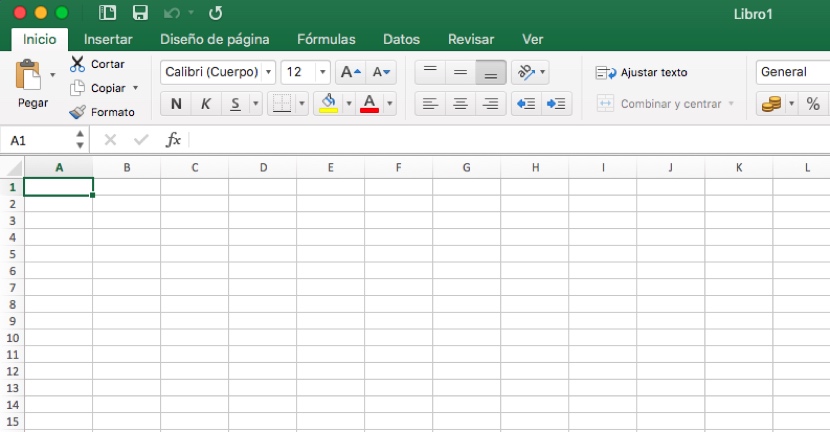 Libro1
Inicio Insertar Diseño de página Fórmulas Datos Revisar Ver
Pegar
Cortar
Copiar
Formato
Calibri (Cuerpo) 12 A A
N K S A
ab
Ajustar texto
Combinar y centrar
General
%
A1 fx
A B C D E F G H I J K L
1
2
3
4
5
6
7
8
9
10
11
12
13
14
15